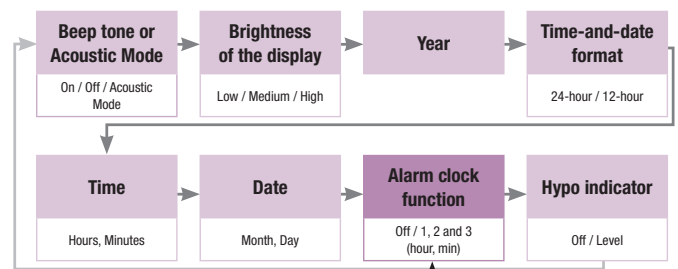 Beep tone or
Acoustic Mode
On / Off / Acoustic
Mode
Brightness
of the display
Low / Medium / High
Year
Time-and-date
format
24-hour / 12-hour
Time
Hours, Minutes
Date
Month, Day
Alarm clock
function
Off / 1, 2 and 3
(hour, min)
Hypo indicator
Off / Level